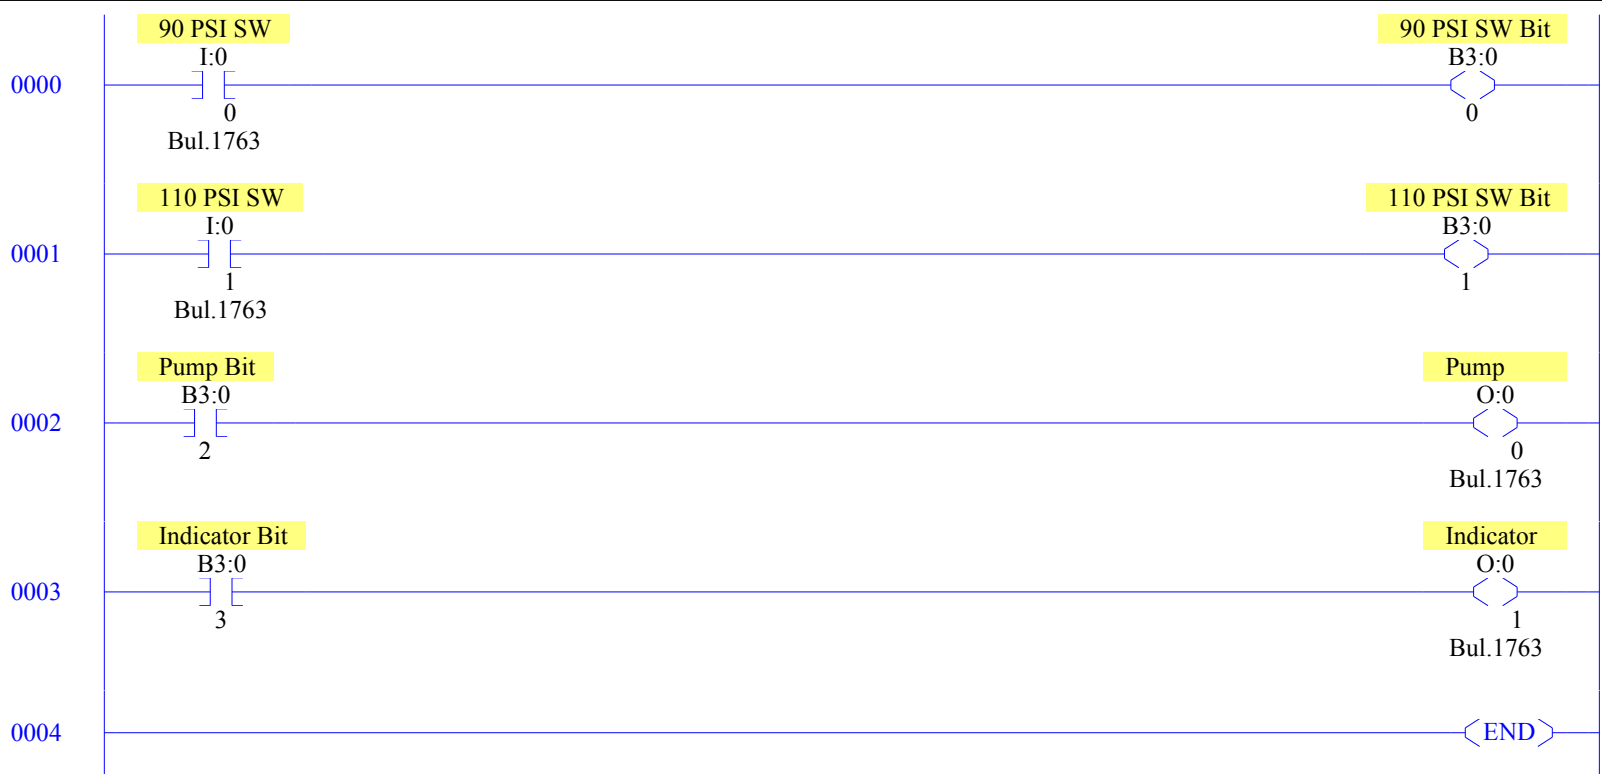 90 PSI SW
90 PSI SW Bit
I:0
B3:0
0000
0
0
Bul.1763
110 PSI SW
110 PSI SW Bit
I:0
B3:0
0001
1
1
Bul.1763
Pump Bit
Pump
B3:0
O:0
0002
2
0
Bul.1763
Indicator Bit
Indicator
B3:0
O:0
0003
3
1
Bul.1763
0004
END